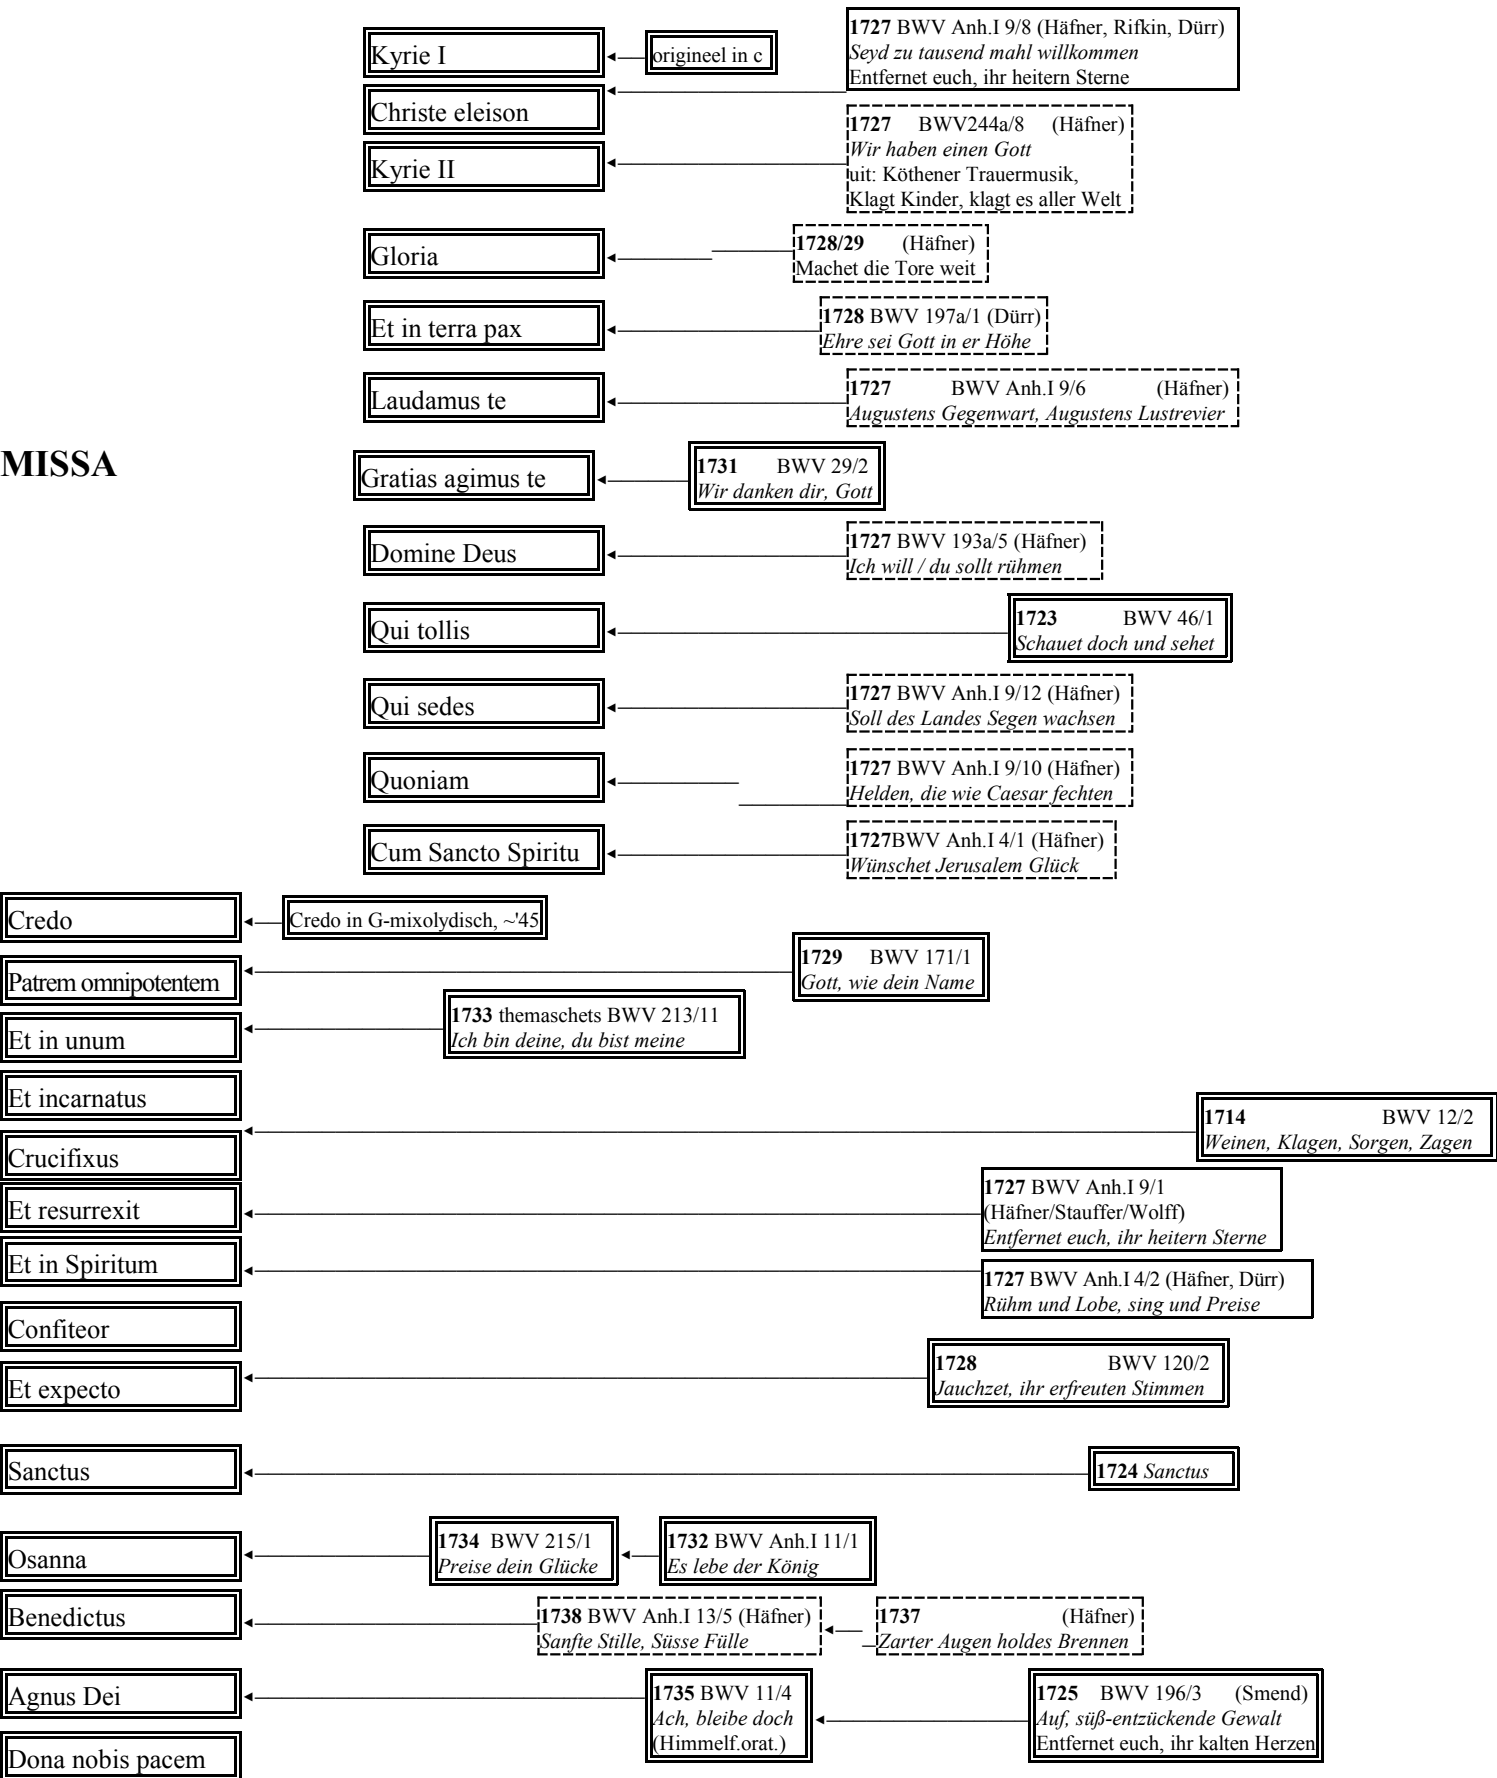 Kyrie I
origineel in c
1727 BWV Anh.I 9/8 (Häfner, Rifkin, Dürr)
Seyd zu tausend mahl willkommen
Entfernet euch, ihr heitern Sterne
Christe eleison
Kyrie II
1727 BWV244a/8 (Häfner)
Wir haben einen Gott
uit: Köthener Trauermusik,
Klagt Kinder, klagt es aller Welt
Gloria
1728/29 (Häfner)
Machet die Tore weit
Et in terra pax
1728 BWV 197a/1 (Dürr)
Ehre sei Gott in er Höhe
Laudamus te
1727 BWV Anh.I 9/6 (Häfner)
Augustens Gegenwart, Augustens Lustrevier
MISSA
Gratias agimus te
1731 BWV 29/2
Wir danken dir, Gott
Domine Deus
1727 BWV 193a/5 (Häfner)
Ich will / du sollt rühmen
Qui tollis
1723 BWV 46/1
Schauet doch und sehet
Qui sedes
1727 BWV Anh.I 9/12 (Häfner)
Soll des Landes Segen wachsen
Quoniam
1727 BWV Anh.I 9/10 (Häfner)
Helden, die wie Caesar fechten
Cum Sancto Spiritu
1727BWV Anh.I 4/1 (Häfner)
Wünschet Jerusalem Glück
Credo
Credo in G-mixolydisch, ~'45
Patrem omnipotentem
1729 BWV 171/1
Gott, wie dein Name
Et in unum
1733 themaschets BWV 213/11
Ich bin deine, du bist meine
Et incarnatus
Crucifixus
1714 BWV 12/2
Weinen, Klagen, Sorgen, Zagen
Et resurrexit
1727 BWV Anh.I 9/1
(Häfner/Stauffer/Wolff)
Entfernet euch, ihr heitern Sterne
Et in Spiritum
1727 BWV Anh.I 4/2 (Häfner, Dürr)
Rühm und Lobe, sing und Preise
Confiteor
Et expecto
1728 BWV 120/2
Jauchzet, ihr erfreuten Stimmen
Sanctus
1724 Sanctus
Osanna
1734 BWV 215/1
Preise dein Glücke
1732 BWV Anh.I 11/1
Es lebe der König
Benedictus
1738 BWV Anh.I 13/5 (Häfner)
Sanfte Stille, Süsse Fülle
1737 (Häfner)
Zarter Augen holdes Brennen
Agnus Dei
1735 BWV 11/4
Ach, bleibe doch
(Himmelf.orat.)
1725 BWV 196/3 (Smend)
Auf, süß-entzückende Gewalt
Entfernet euch, ihr kalten Herzen
Dona nobis pacem